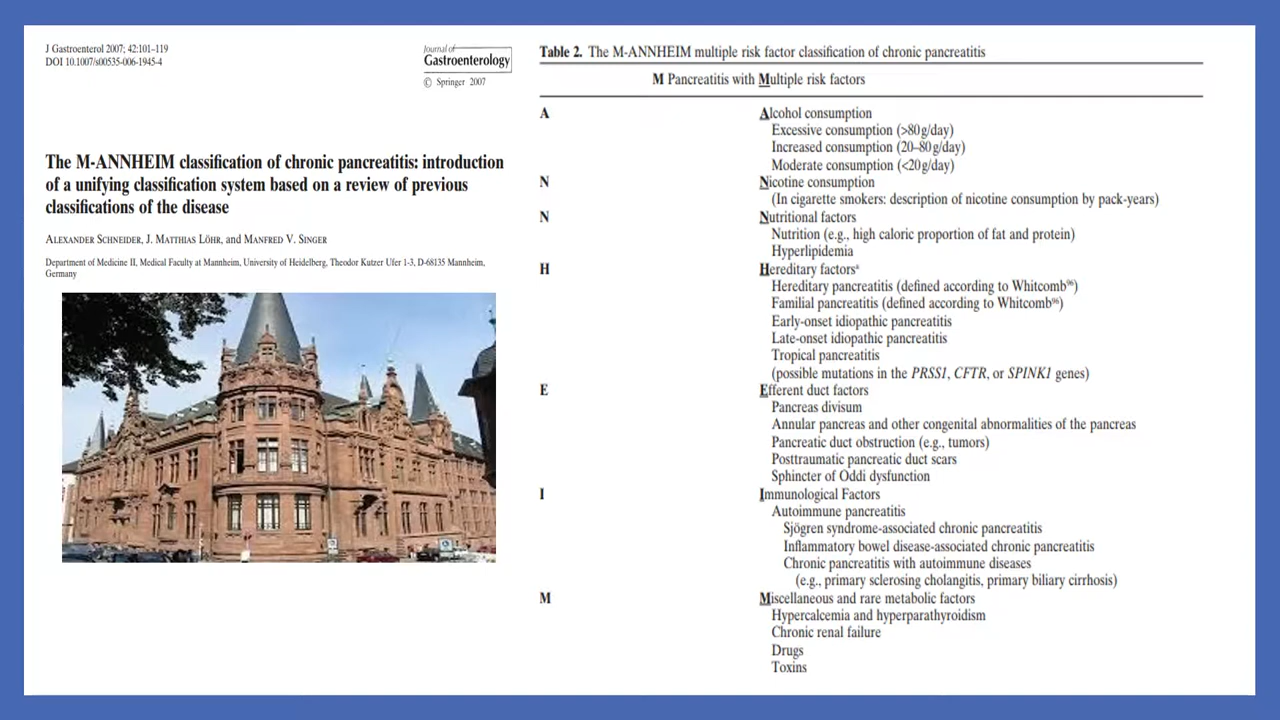 J Gastroenterol 2007; 42:101–119
DOI 10.1007/s00535-006-1945-4
Journal of
Gastroenterology
© Springer 2007
The M-ANNHEIM classification of chronic pancreatitis: introduction
of a unifying classification system based on a review of previous
classifications of the disease
ALEXANDER SCHNEIDER, J. MATTHIAS LÖHR, and MANFRED V. SINGER
Department of Medicine II, Medical Faculty at Mannheim, University of Heidelberg, Theodor Kutzer Ufer 1-3, D-68135 Mannheim,
Germany
Table 2. The M-ANNHEIM multiple risk factor classification of chronic pancreatitis
M Pancreatitis with Multiple risk factors
A Alcohol consumption
Excessive consumption (>80 g/day)
Increased consumption (20–80 g/day)
Moderate consumption (<20 g/day)
N Nicotine consumption
(In cigarette smokers: description of nicotine consumption by pack-years)
N Nutritional factors
Nutrition (e.g., high caloric proportion of fat and protein)
Hyperlipidemia
H Hereditary factorsᵃ
Hereditary pancreatitis (defined according to Whitcomb⁹⁶)
Familial pancreatitis (defined according to Whitcomb⁹⁶)
Early-onset idiopathic pancreatitis
Late-onset idiopathic pancreatitis
Tropical pancreatitis
(possible mutations in the PRSS1, CFTR, or SPINK1 genes)
E Efferent duct factors
Pancreas divisum
Annular pancreas and other congenital abnormalities of the pancreas
Pancreatic duct obstruction (e.g., tumors)
Posttraumatic pancreatic duct scars
Sphincter of Oddi dysfunction
I Immunological Factors
Autoimmune pancreatitis
Sjögren syndrome-associated chronic pancreatitis
Inflammatory bowel disease-associated chronic pancreatitis
Chronic pancreatitis with autoimmune diseases
(e.g., primary sclerosing cholangitis, primary biliary cirrhosis)
M Miscellaneous and rare metabolic factors
Hypercalcemia and hyperparathyroidism
Chronic renal failure
Drugs
Toxins